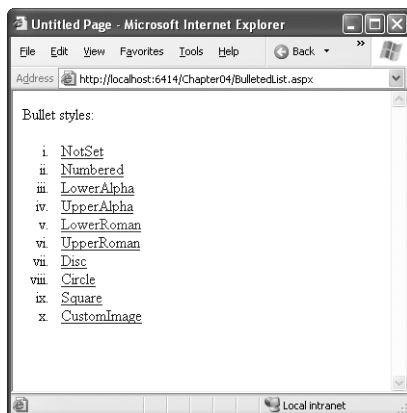 Untitled Page - Microsoft Internet Explorer
File Edit View Favorites Tools Help Back »
Address http://localhost:6414/Chapter04/BulletedList.aspx
Bullet styles:
i. NotSet
ii. Numbered
iii. LowerAlpha
iv. UpperAlpha
v. LowerRoman
vi. UpperRoman
vii. Disc
viii. Circle
ix. Square
x. CustomImage
Local intranet